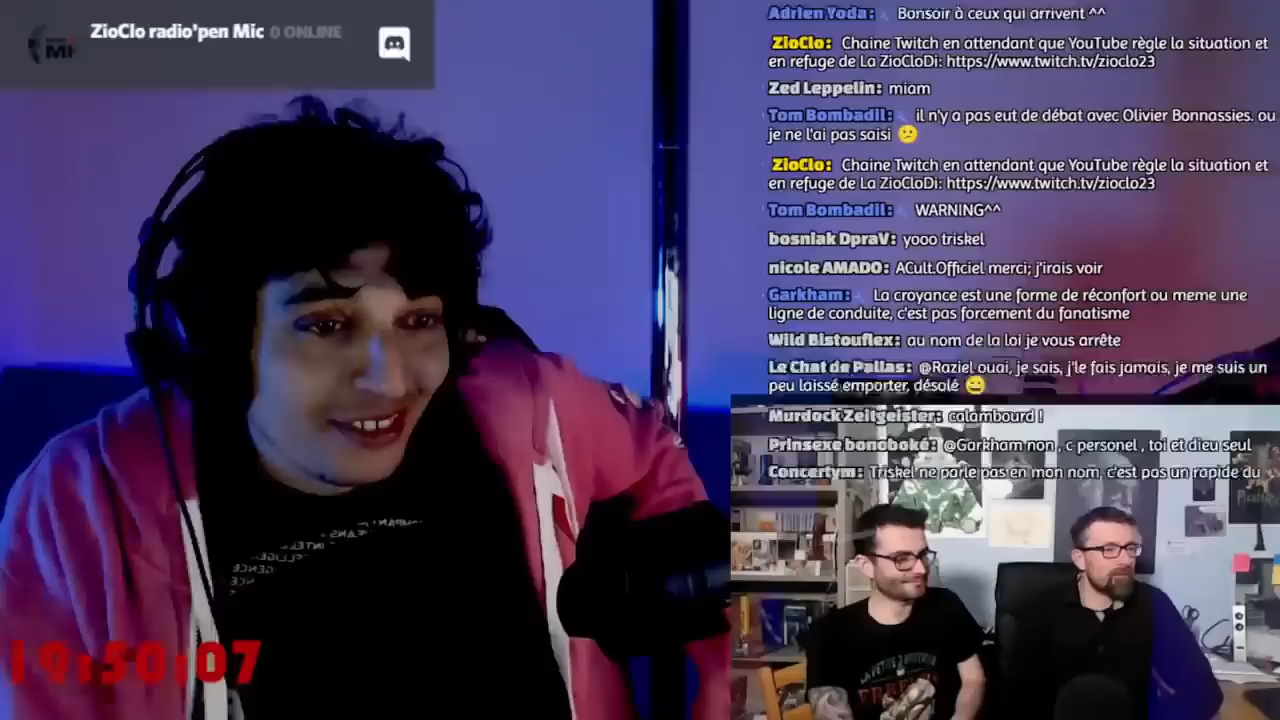 ZioClo radio'pen Mic 0 ONLINE
Adrien Yoda: Bonsoir à ceux qui arrivent ^^
ZioClo: Chaine Twitch en attendant que YouTube règle la situation et
en refuge de La ZioCloDi: https://www.twitch.tv/zioclo23
Zed Leppelin: miam
Tom Bombadil: il n'y a pas eut de débat avec Olivier Bonnassies. ou
je ne l'ai pas saisi 😕
ZioClo: Chaine Twitch en attendant que YouTube règle la situation et
en refuge de La ZioCloDi: https://www.twitch.tv/zioclo23
Tom Bombadil: WARNING^^
bosniak DpraV: yooo triskel
nicole AMADO: ACult.Officiel merci; j'irais voir
Garkham: La croyance est une forme de réconfort ou meme une
ligne de conduite, c'est pas forcement du fanatisme
Wild Bistouflex: au nom de la loi je vous arrête
Le Chat de Pallas: @Raziel ouai, je sais, j'le fais jamais, je me suis un
peu laissé emporter, désolé 😅
Murdock Zeitgeister: calambourd !
Prinsexe bonoboké: @Garkham non , c personel , toi et dieu seul
Concertym: Triskel ne parle pas en mon nom, c'est pas un rapide du
19:50:07